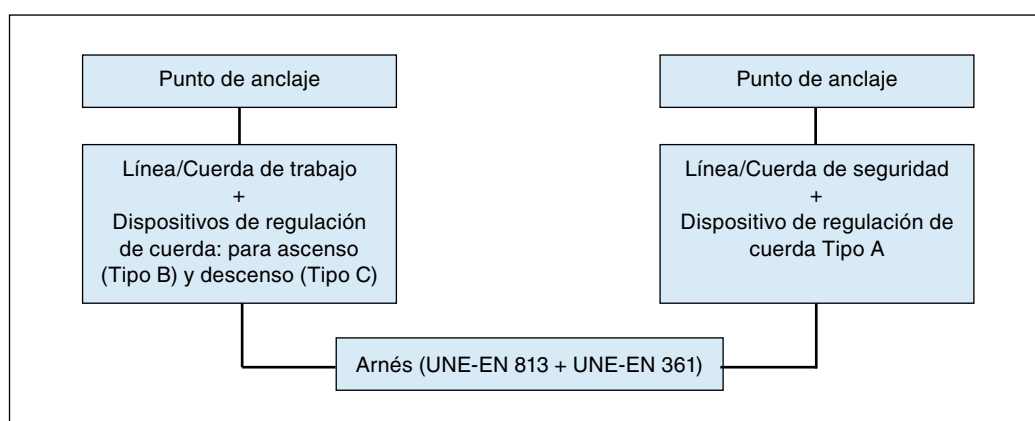 Punto de anclaje
Línea/Cuerda de trabajo
+
Dispositivos de regulación
de cuerda: para ascenso
(Tipo B) y descenso (Tipo C)
Punto de anclaje
Línea/Cuerda de seguridad
+
Dispositivo de regulación de
cuerda Tipo A
Arnés (UNE-EN 813 + UNE-EN 361)